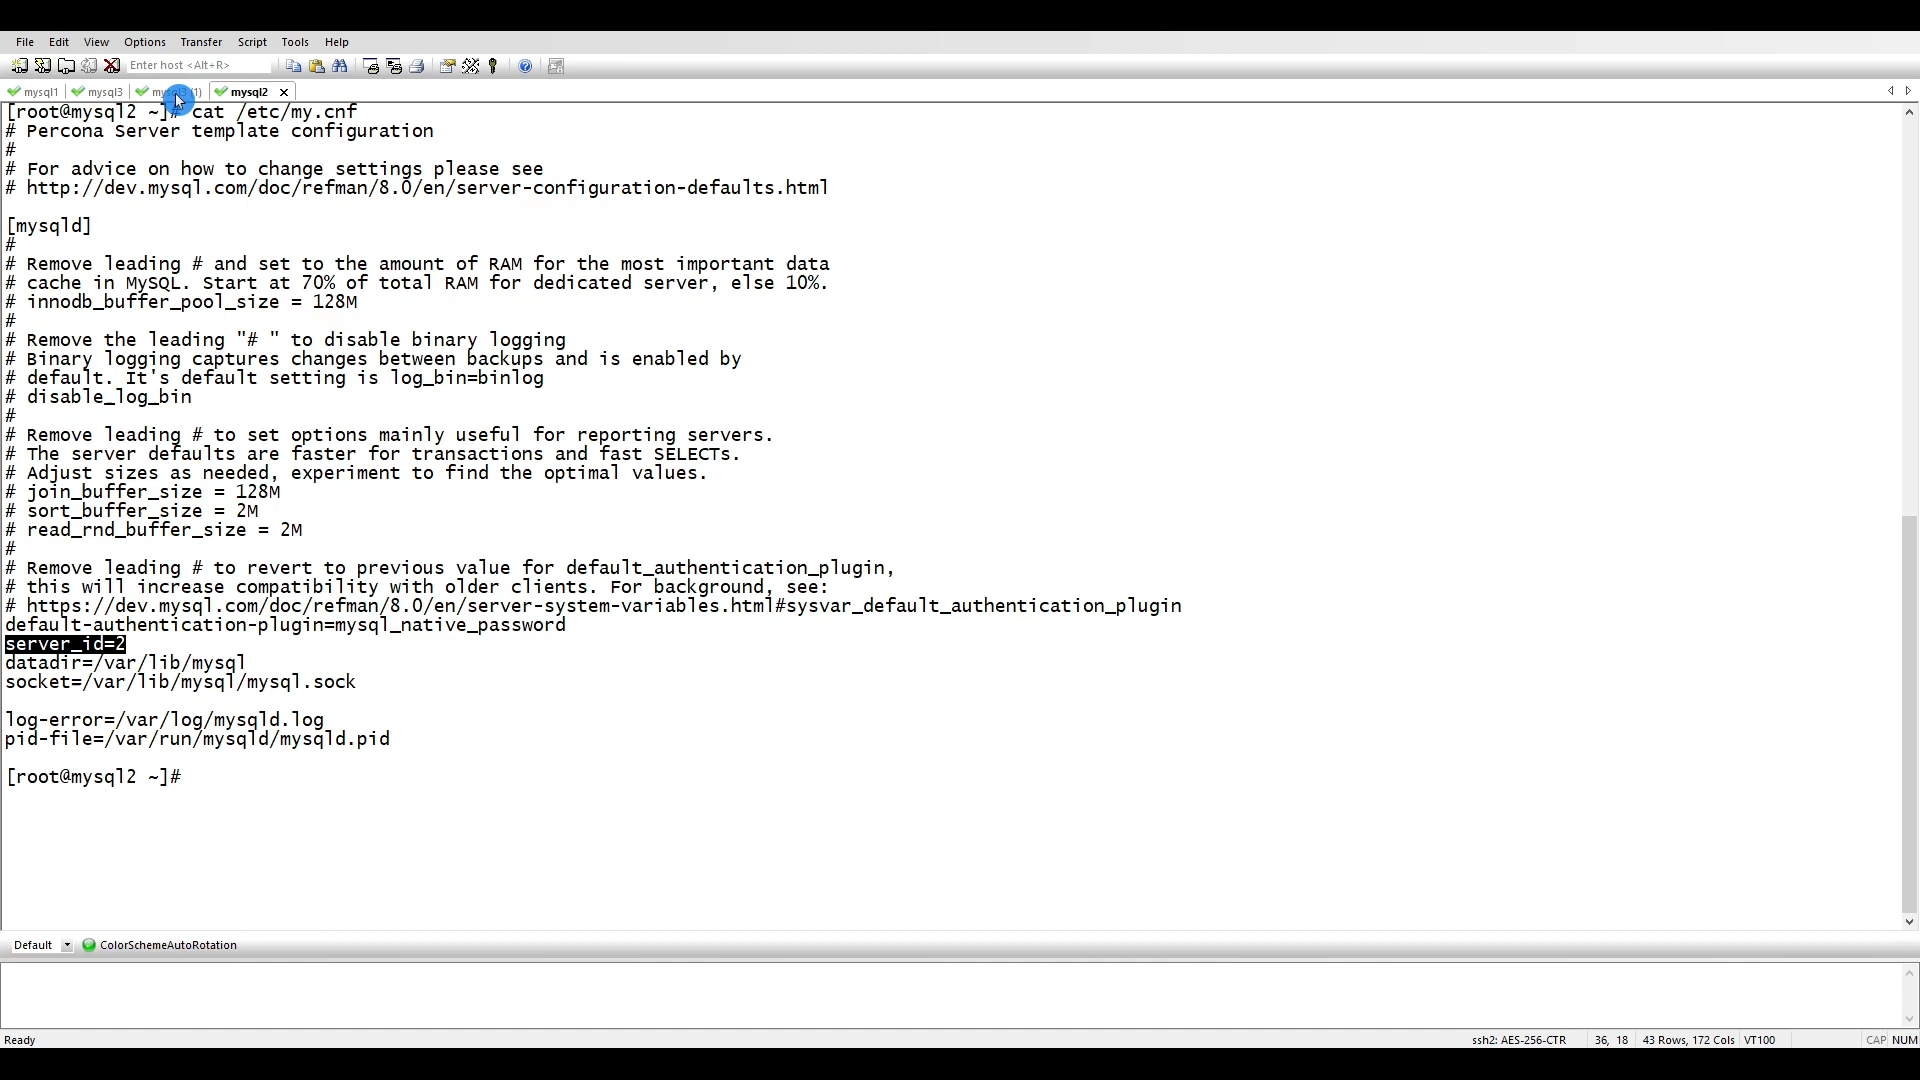 File Edit View Options Transfer Script Tools Help
Enter host <Alt+R>
mysql1 mysql3 mysql3 (1) mysql2
[root@mysql2 ~]# cat /etc/my.cnf
# Percona Server template configuration
#
# For advice on how to change settings please see
# http://dev.mysql.com/doc/refman/8.0/en/server-configuration-defaults.html
[mysqld]
#
# Remove leading # and set to the amount of RAM for the most important data
# cache in MySQL. Start at 70% of total RAM for dedicated server, else 10%.
# innodb_buffer_pool_size = 128M
#
# Remove the leading "# " to disable binary logging
# Binary logging captures changes between backups and is enabled by
# default. It's default setting is log_bin=binlog
# disable_log_bin
#
# Remove leading # to set options mainly useful for reporting servers.
# The server defaults are faster for transactions and fast SELECTs.
# Adjust sizes as needed, experiment to find the optimal values.
# join_buffer_size = 128M
# sort_buffer_size = 2M
# read_rnd_buffer_size = 2M
#
# Remove leading # to revert to previous value for default_authentication_plugin,
# this will increase compatibility with older clients. For background, see:
# https://dev.mysql.com/doc/refman/8.0/en/server-system-variables.html#sysvar_default_authentication_plugin
default-authentication-plugin=mysql_native_password
server_id=2
datadir=/var/lib/mysql
socket=/var/lib/mysql/mysql.sock
log-error=/var/log/mysqld.log
pid-file=/var/run/mysqld/mysqld.pid
[root@mysql2 ~]#
Default ColorSchemeAutoRotation
Ready ssh2: AES-256-CTR 36, 18 43 Rows, 172 Cols VT100 CAP NUM